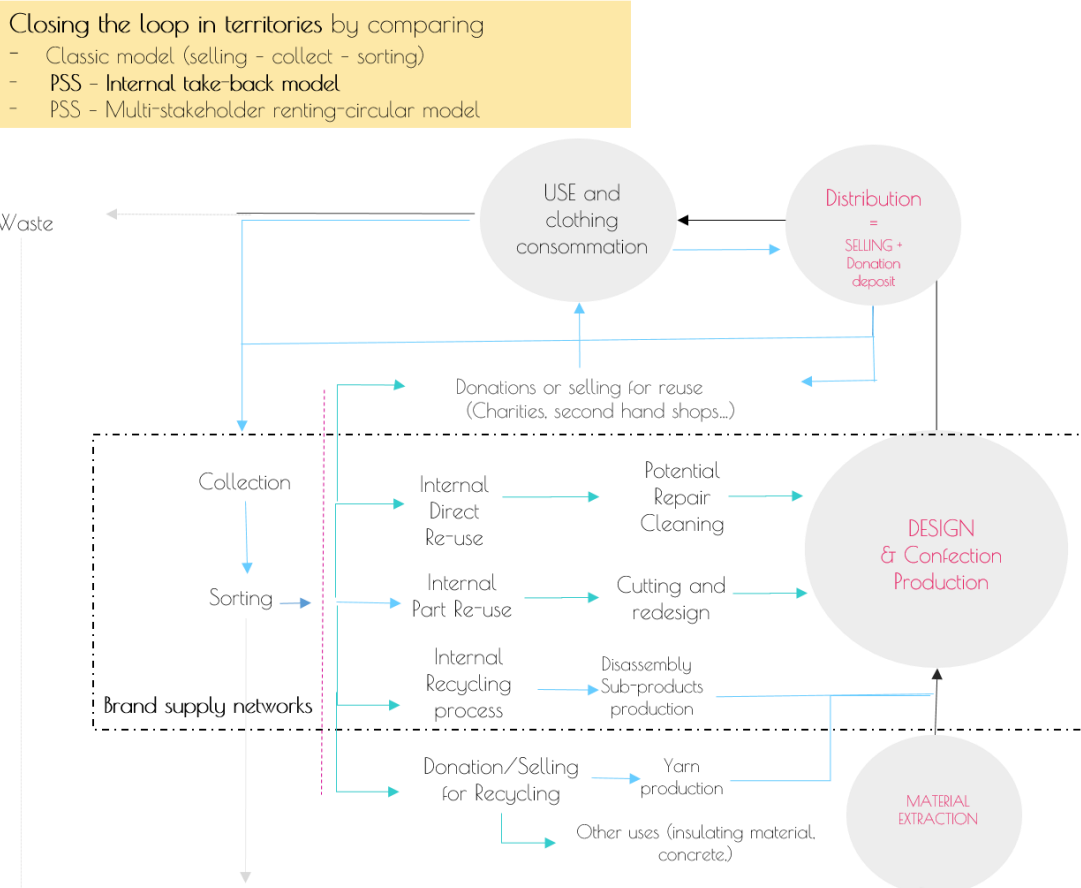 Closing the loop in territories by comparing
- Classic model (selling – collect – sorting)
- PSS – Internal take-back model
- PSS – Multi-stakeholder renting-circular model
Waste
USE and
clothing
consommation
Distribution
=
SELLING +
Donation
deposit
Donations or selling for reuse
(Charities, second hand shops...)
Collection
Internal
Direct
Re-use
Potential
Repair
Cleaning
DESIGN
& Confection
Production
Sorting
Internal
Part Re-use
Cutting and
redesign
Internal
Recycling
process
Disassembly
Sub-products
production
Brand supply networks
Donation/Selling
for Recycling
Yarn
production
MATERIAL
EXTRACTION
Other uses (insulating material,
concrete,)